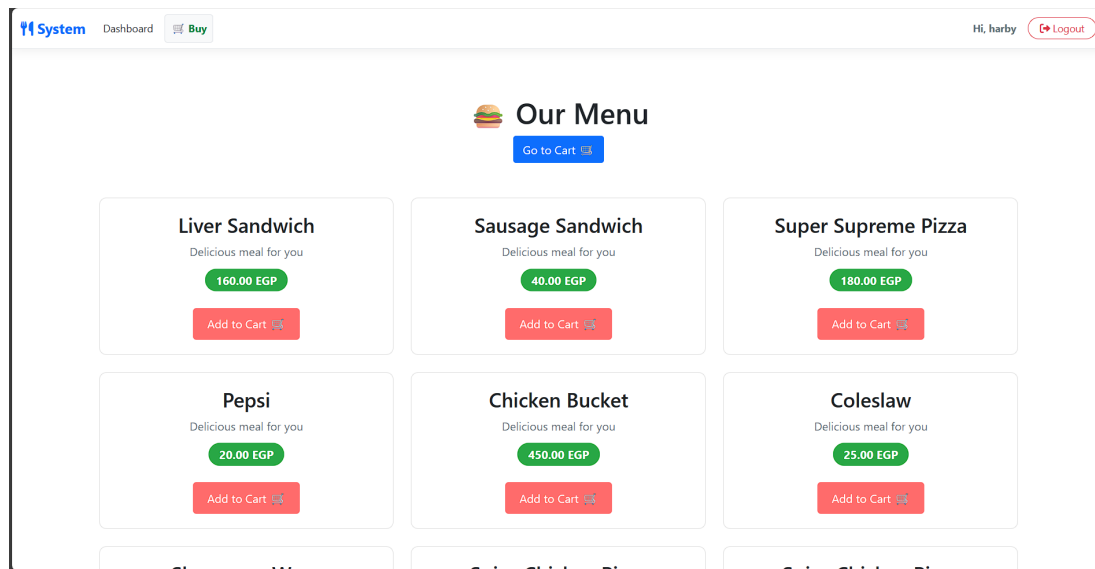 System Dashboard Buy Hi, harby Logout
Our Menu
Go to Cart
Liver Sandwich
Delicious meal for you
160.00 EGP
Add to Cart
Sausage Sandwich
Delicious meal for you
40.00 EGP
Add to Cart
Super Supreme Pizza
Delicious meal for you
180.00 EGP
Add to Cart
Pepsi
Delicious meal for you
20.00 EGP
Add to Cart
Chicken Bucket
Delicious meal for you
450.00 EGP
Add to Cart
Coleslaw
Delicious meal for you
25.00 EGP
Add to Cart